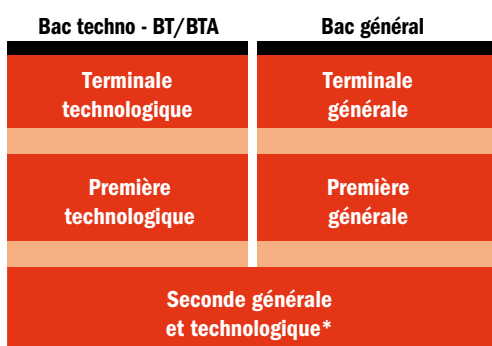 Bac techno - BT/BTA
Bac général
Terminale
technologique
Terminale
générale
Première
technologique
Première
générale
Seconde générale
et technologique*